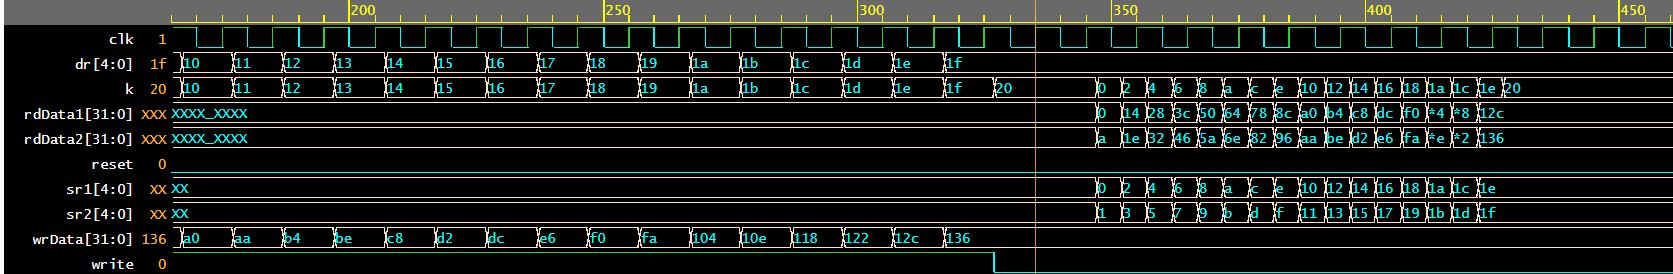 200 250 300 350 400 450
clk 1
dr[4:0] 1f 10 11 12 13 14 15 16 17 18 19 1a 1b 1c 1d 1e 1f
k 20 10 11 12 13 14 15 16 17 18 19 1a 1b 1c 1d 1e 1f 20 0 2 4 6 8 a c e 10 12 14 16 18 1a 1c 1e 20
rdData1[31:0] XXX XXXX_XXXX 0 14 28 3c 50 64 78 8c a0 b4 c8 dc f0 *4 *8 12c
rdData2[31:0] XXX XXXX_XXXX a 1e 32 46 5a 6e 82 96 aa be d2 e6 fa *e *2 136
reset 0
sr1[4:0] XX XX 0 2 4 6 8 a c e 10 12 14 16 18 1a 1c 1e
sr2[4:0] XX XX 1 3 5 7 9 b d f 11 13 15 17 19 1b 1d 1f
wrData[31:0] 136 a0 aa b4 be c8 d2 dc e6 f0 fa 104 10e 118 122 12c 136
write 0